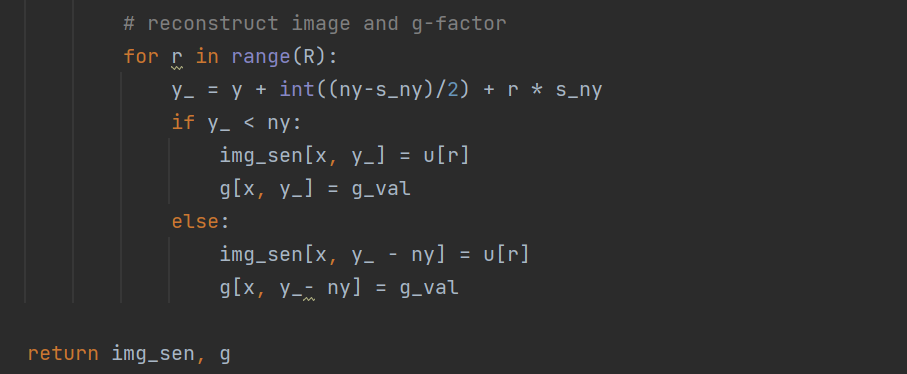 # reconstruct image and g-factor
for r in range(R):
y_ = y + int((ny-s_ny)/2) + r * s_ny
if y_ < ny:
img_sen[x, y_] = u[r]
g[x, y_] = g_val
else:
img_sen[x, y_ - ny] = u[r]
g[x, y_- ny] = g_val
return img_sen, g